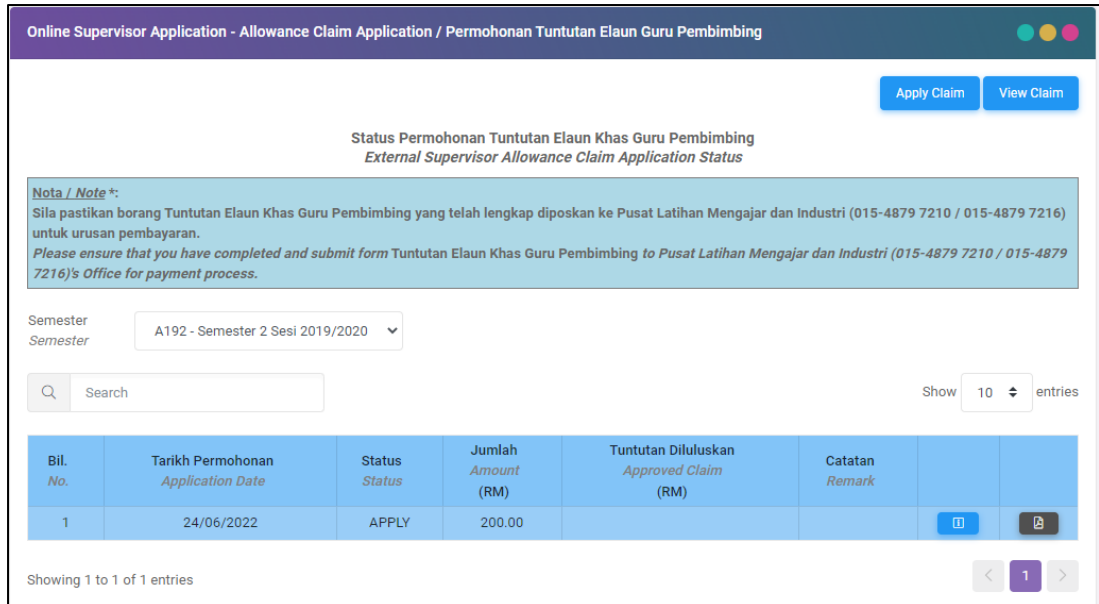 Online Supervisor Application - Allowance Claim Application / Permohonan Tuntutan Elaun Guru Pembimbing
Apply Claim
View Claim
Status Permohonan Tuntutan Elaun Khas Guru Pembimbing
External Supervisor Allowance Claim Application Status
Nota / Note *:
Sila pastikan borang Tuntutan Elaun Khas Guru Pembimbing yang telah lengkap diposkan ke Pusat Latihan Mengajar dan Industri (015-4879 7210 / 015-4879 7216)
untuk urusan pembayaran.
Please ensure that you have completed and submit form Tuntutan Elaun Khas Guru Pembimbing to Pusat Latihan Mengajar dan Industri (015-4879 7210 / 015-4879
7216)'s Office for payment process.
Semester
Semester
A192 - Semester 2 Sesi 2019/2020
Search
Show 10 entries
Bil.
No.
Tarikh Permohonan
Application Date
Status
Status
Jumlah
Amount
(RM)
Tuntutan Diluluskan
Approved Claim
(RM)
Catatan
Remark
1 24/06/2022 APPLY 200.00
Showing 1 to 1 of 1 entries
< 1 >